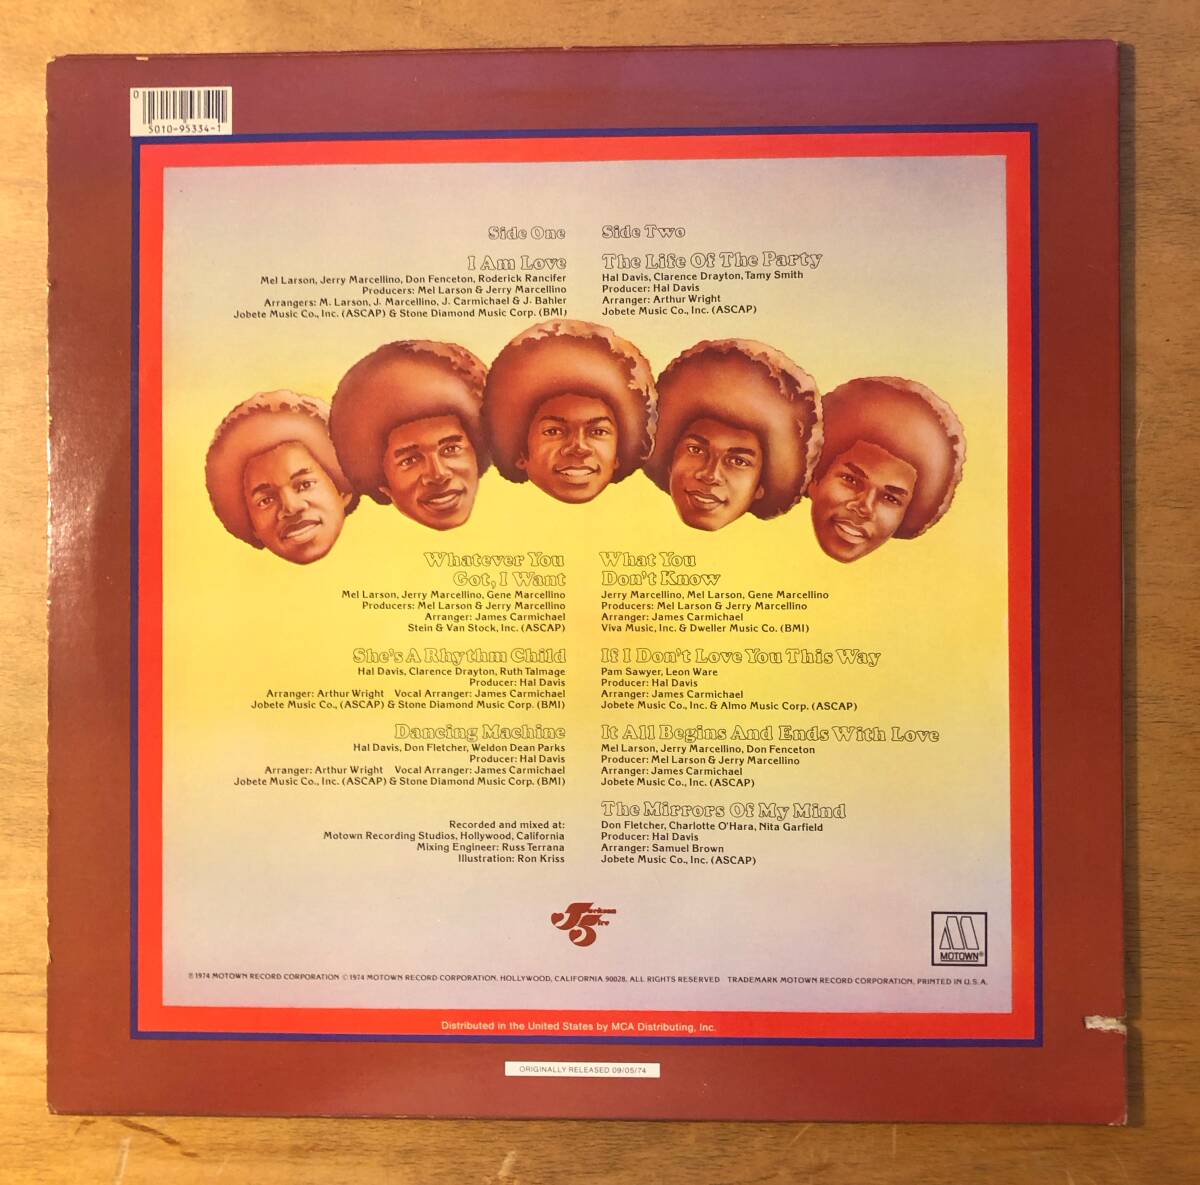 0
5010-95334-1
Side One
I Am Love
Mel Larson, Jerry Marcellino, Don Fenceton, Roderick Rancifer
Producers: Mel Larson & Jerry Marcellino
Arrangers: M. Larson, J. Marcellino, J. Carmichael & J. Bahler
Jobete Music Co., Inc. (ASCAP) & Stone Diamond Music Corp. (BMI)
Whatever You
Got, I Want
Mel Larson, Jerry Marcellino, Gene Marcellino
Producers: Mel Larson & Jerry Marcellino
Arranger: James Carmichael
Stein & Van Stock, Inc. (ASCAP)
She's A Rhythm Child
Hal Davis, Clarence Drayton, Ruth Talmage
Producer: Hal Davis
Arranger: Arthur Wright Vocal Arranger: James Carmichael
Jobete Music Co., (ASCAP) & Stone Diamond Music Corp. (BMI)
Dancing Machine
Hal Davis, Don Fletcher, Weldon Dean Parks
Producer: Hal Davis
Arranger: Arthur Wright Vocal Arranger: James Carmichael
Jobete Music Co., Inc. (ASCAP) & Stone Diamond Music Corp. (BMI)
Recorded and mixed at:
Motown Recording Studios, Hollywood, California
Mixing Engineer: Russ Terrana
Illustration: Ron Kriss
Side Two
The Life Of The Party
Hal Davis, Clarence Drayton, Tamy Smith
Producer: Hal Davis
Arranger: Arthur Wright
Jobete Music Co., Inc. (ASCAP)
What You
Don't Know
Jerry Marcellino, Mel Larson, Gene Marcellino
Producers: Mel Larson & Jerry Marcellino
Arranger: James Carmichael
Viva Music, Inc. & Dweller Music Co. (BMI)
If I Don't Love You This Way
Pam Sawyer, Leon Ware
Producer: Hal Davis
Arranger: James Carmichael
Jobete Music Co., Inc. & Almo Music Corp. (ASCAP)
It All Begins And Ends With Love
Mel Larson, Jerry Marcellino, Don Fenceton
Producer: Mel Larson & Jerry Marcellino
Arranger: James Carmichael
Jobete Music Co., Inc. (ASCAP)
The Mirrors Of My Mind
Don Fletcher, Charlotte O'Hara, Nita Garfield
Producer: Hal Davis
Arranger: Samuel Brown
Jobete Music Co., Inc. (ASCAP)
Jackson
5ive
MOTOWN®
℗ 1974 MOTOWN RECORD CORPORATION © 1974 MOTOWN RECORD CORPORATION, HOLLYWOOD, CALIFORNIA 90028. ALL RIGHTS RESERVED TRADEMARK MOTOWN RECORD CORPORATION, PRINTED IN U.S.A.
Distributed in the United States by MCA Distributing, Inc.
ORIGINALLY RELEASED 09/05/74